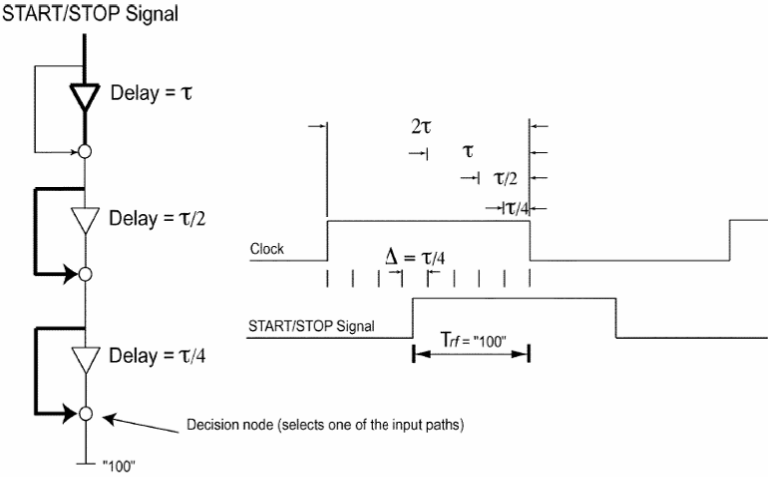 START/STOP Signal
Delay = τ
Delay = τ/2
Delay = τ/4
Decision node (selects one of the input paths)
"100"
2τ
τ
τ/2
τ/4
Clock
Δ = τ/4
START/STOP Signal
Trf = "100"